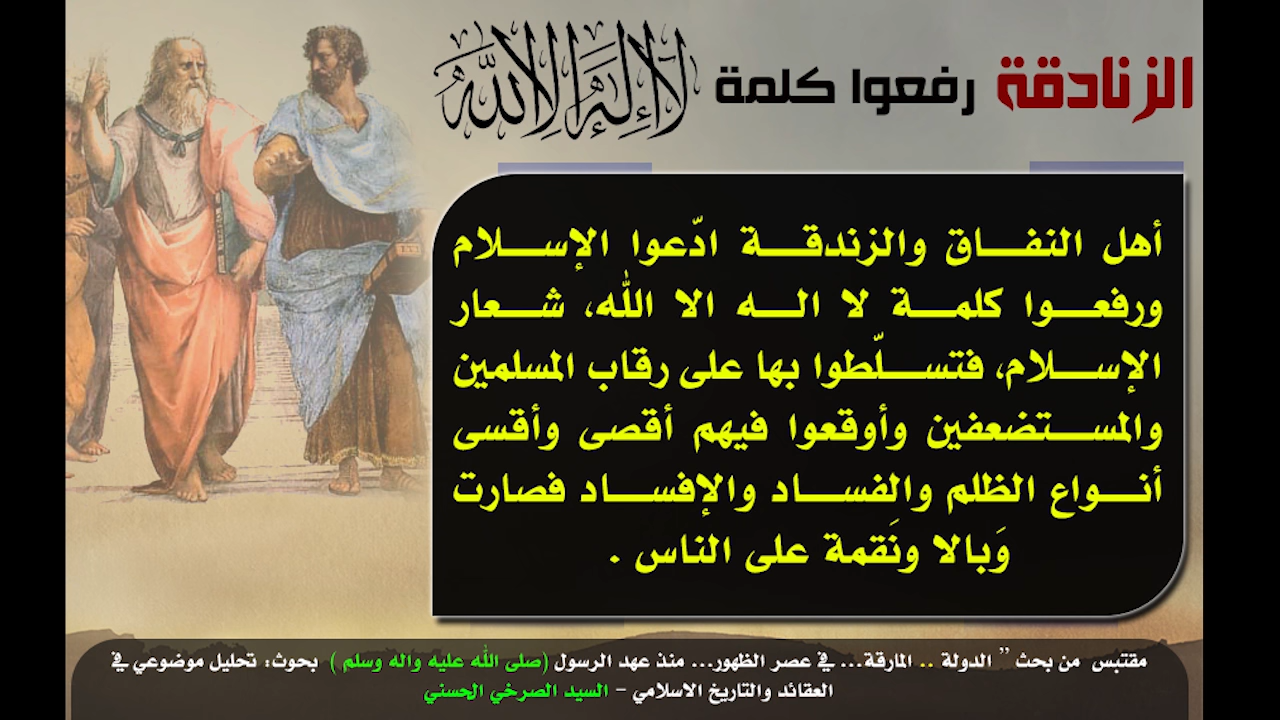 الزنادقة رفعوا كلمة لا إله إلا الله
أهل النفاق والزندقة ادّعوا الإسلام
ورفعوا كلمة لا اله الا الله، شعار
الإسلام، فتسلّطوا بها على رقاب المسلمين
والمستضعفين وأوقعوا فيهم أقصى وأقسى
أنواع الظلم والفساد والإفساد فصارت
وَبالا ونَقمة على الناس .
مقتبس من بحث " الدولة .. المارقة... في عصر الظهور... منذ عهد الرسول (صلى الله عليه واله وسلم ) بحوث: تحليل موضوعي في
العقائد والتاريخ الاسلامي - السيد الصرخي الحسني